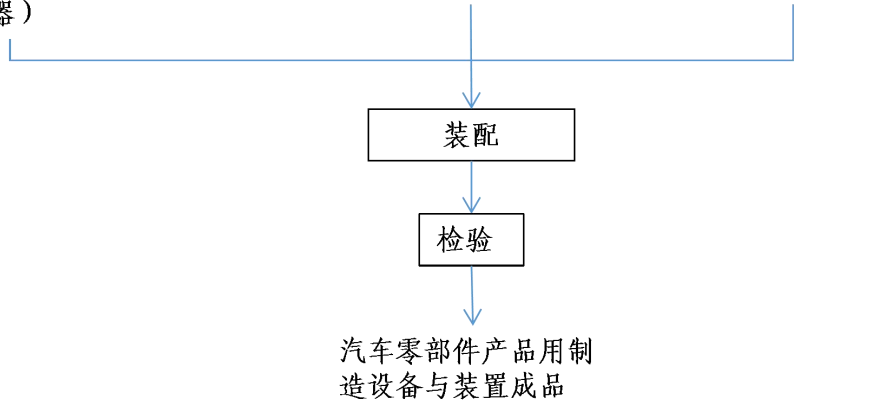 器）
装配
检验
汽车零部件产品用制
造设备与装置成品